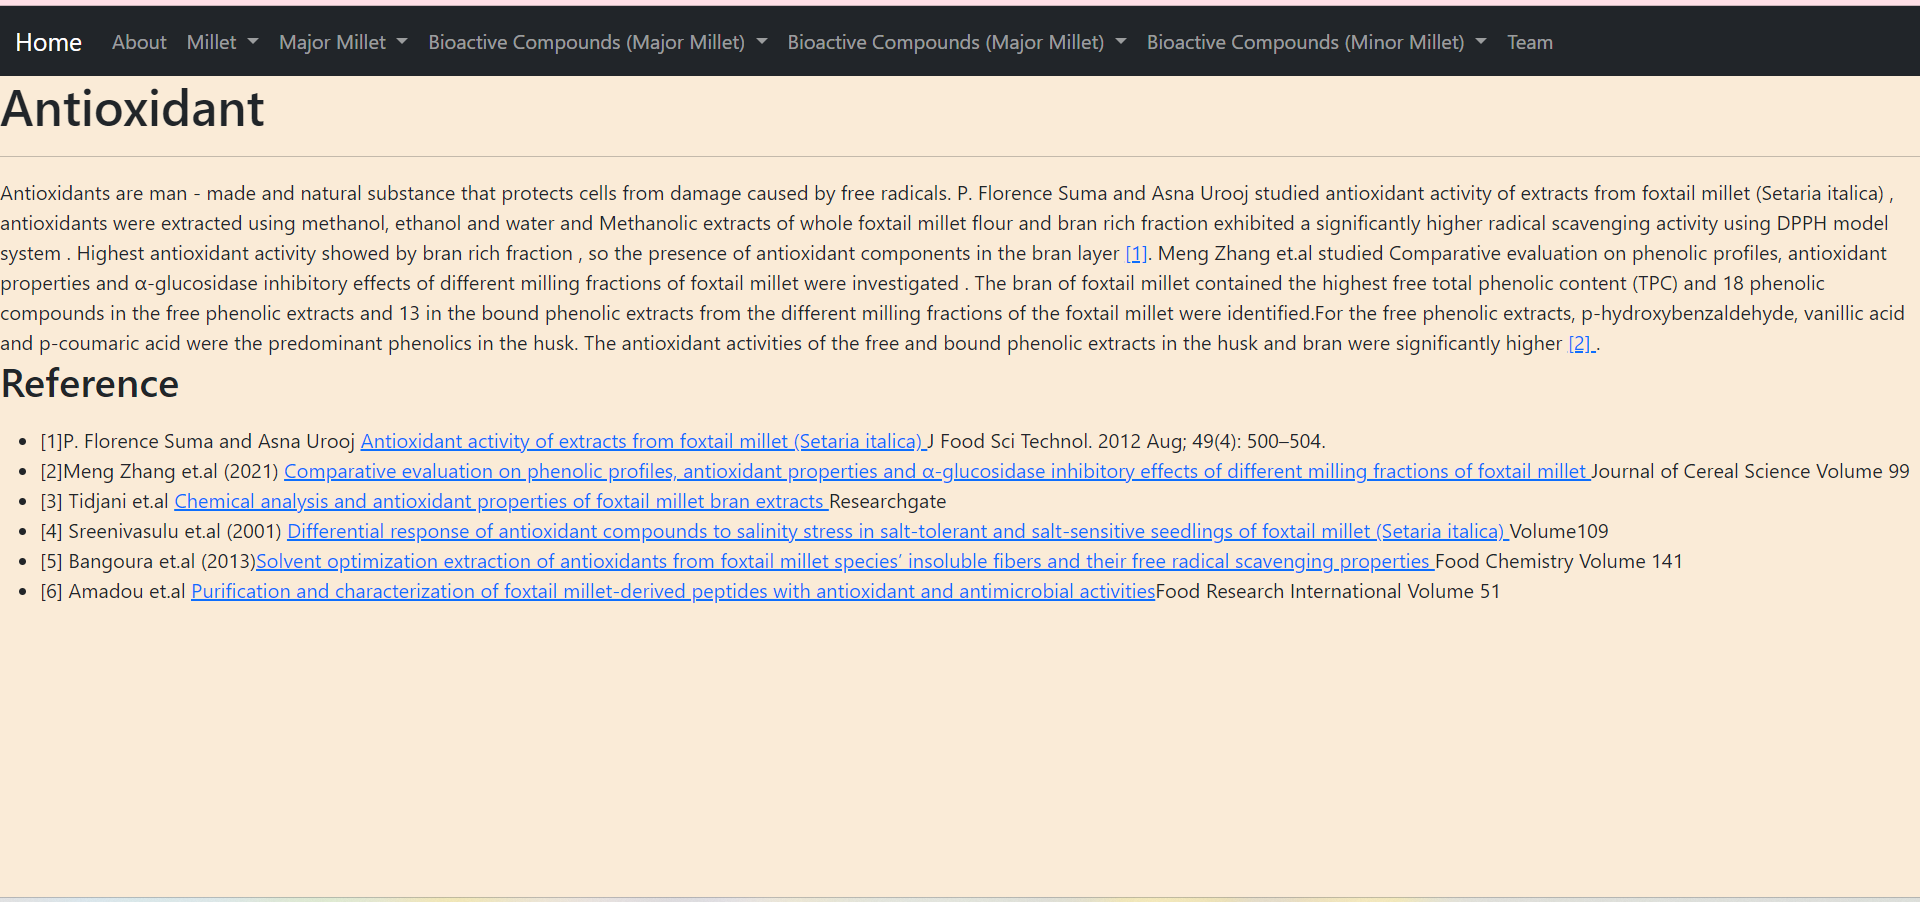 Home About Millet Major Millet Bioactive Compounds (Major Millet) Bioactive Compounds (Major Millet) Bioactive Compounds (Minor Millet) Team
Antioxidant
Antioxidants are man - made and natural substance that protects cells from damage caused by free radicals. P. Florence Suma and Asna Urooj studied antioxidant activity of extracts from foxtail millet (Setaria italica) ,
antioxidants were extracted using methanol, ethanol and water and Methanolic extracts of whole foxtail millet flour and bran rich fraction exhibited a significantly higher radical scavenging activity using DPPH model
system . Highest antioxidant activity showed by bran rich fraction , so the presence of antioxidant components in the bran layer [1]. Meng Zhang et.al studied Comparative evaluation on phenolic profiles, antioxidant
properties and α-glucosidase inhibitory effects of different milling fractions of foxtail millet were investigated . The bran of foxtail millet contained the highest free total phenolic content (TPC) and 18 phenolic
compounds in the free phenolic extracts and 13 in the bound phenolic extracts from the different milling fractions of the foxtail millet were identified.For the free phenolic extracts, p-hydroxybenzaldehyde, vanillic acid
and p-coumaric acid were the predominant phenolics in the husk. The antioxidant activities of the free and bound phenolic extracts in the husk and bran were significantly higher [2] .
Reference
• [1]P. Florence Suma and Asna Urooj Antioxidant activity of extracts from foxtail millet (Setaria italica) J Food Sci Technol. 2012 Aug; 49(4): 500–504.
• [2]Meng Zhang et.al (2021) Comparative evaluation on phenolic profiles, antioxidant properties and α-glucosidase inhibitory effects of different milling fractions of foxtail millet Journal of Cereal Science Volume 99
• [3] Tidjani et.al Chemical analysis and antioxidant properties of foxtail millet bran extracts Researchgate
• [4] Sreenivasulu et.al (2001) Differential response of antioxidant compounds to salinity stress in salt-tolerant and salt-sensitive seedlings of foxtail millet (Setaria italica) Volume109
• [5] Bangoura et.al (2013)Solvent optimization extraction of antioxidants from foxtail millet species’ insoluble fibers and their free radical scavenging properties Food Chemistry Volume 141
• [6] Amadou et.al Purification and characterization of foxtail millet-derived peptides with antioxidant and antimicrobial activitiesFood Research International Volume 51